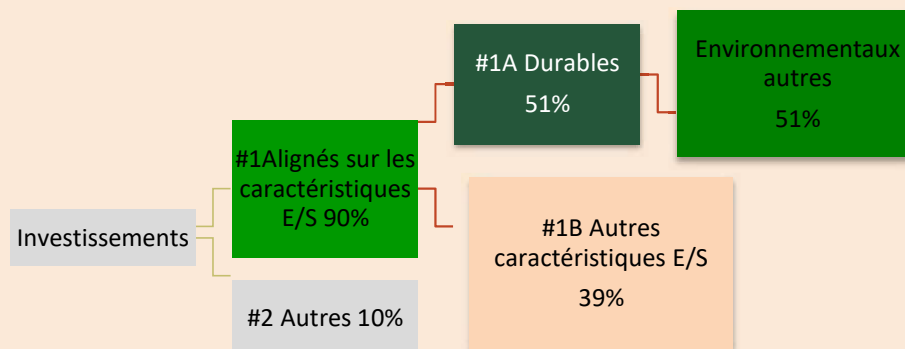 Investissements
#1Alignés sur les
caractéristiques
E/S 90%
#2 Autres 10%
#1A Durables
51%
#1B Autres
caractéristiques E/S
39%
Environnementaux
autres
51%